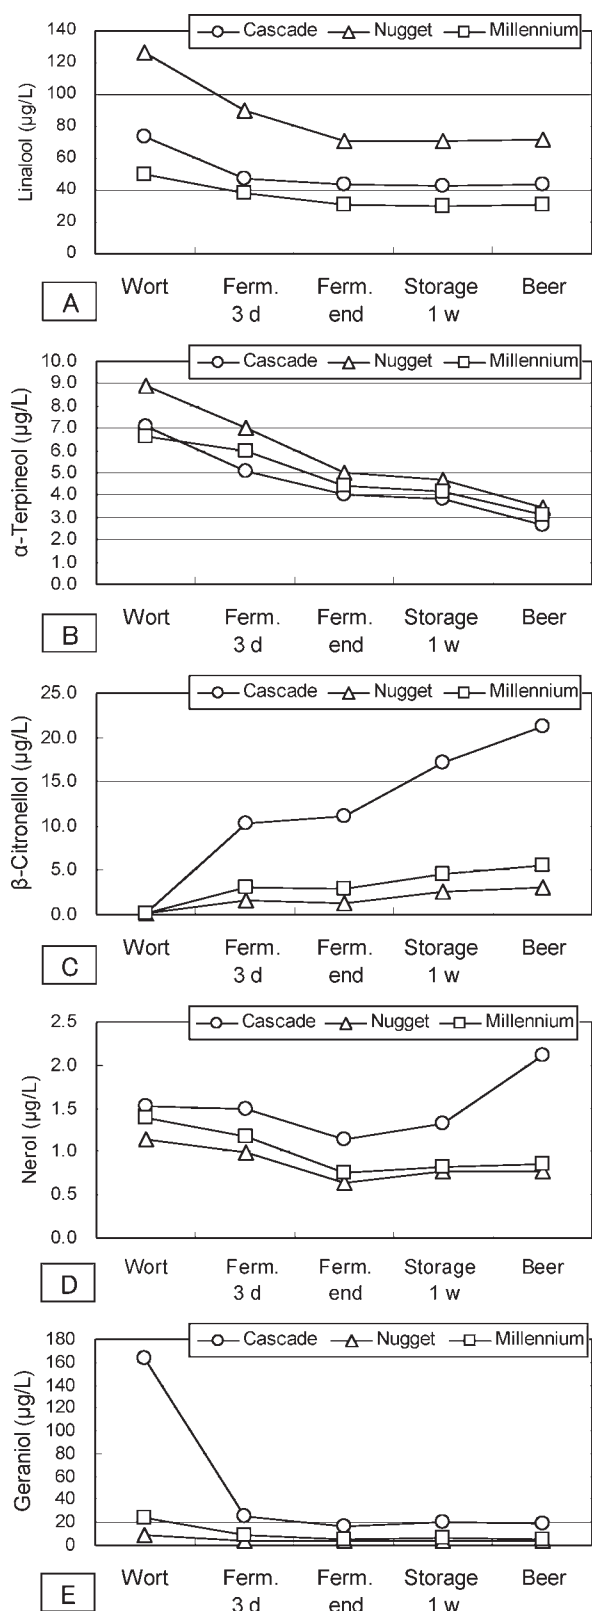 Cascade Nugget Millennium
Linalool (μg/L)
140
120
100
80
60
40
20
0
Wort Ferm. 3 d Ferm. end Storage 1 w Beer
A
Cascade Nugget Millennium
α-Terpineol (μg/L)
10.0
9.0
8.0
7.0
6.0
5.0
4.0
3.0
2.0
1.0
0.0
Wort Ferm. 3 d Ferm. end Storage 1 w Beer
B
Cascade Nugget Millennium
β-Citronellol (μg/L)
25.0
20.0
15.0
10.0
5.0
0.0
Wort Ferm. 3 d Ferm. end Storage 1 w Beer
C
Cascade Nugget Millennium
Nerol (μg/L)
2.5
2.0
1.5
1.0
0.5
0.0
Wort Ferm. 3 d Ferm. end Storage 1 w Beer
D
Cascade Nugget Millennium
Geraniol (μg/L)
180
160
140
120
100
80
60
40
20
0
Wort Ferm. 3 d Ferm. end Storage 1 w Beer
E